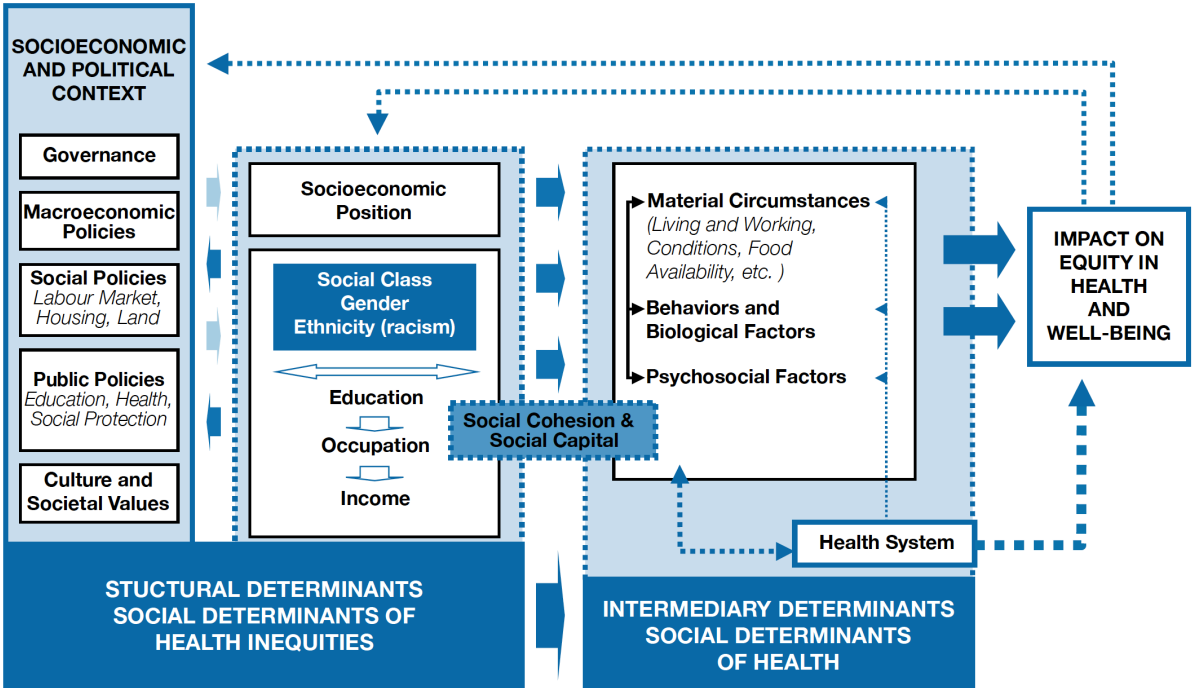 SOCIOECONOMIC
AND POLITICAL
CONTEXT
Governance
Macroeconomic
Policies
Social Policies
Labour Market,
Housing, Land
Public Policies
Education, Health,
Social Protection
Culture and
Societal Values
Socioeconomic
Position
Social Class
Gender
Ethnicity (racism)
Education
Occupation
Income
Social Cohesion &
Social Capital
Material Circumstances
(Living and Working,
Conditions, Food
Availability, etc. )
Behaviors and
Biological Factors
Psychosocial Factors
Health System
IMPACT ON
EQUITY IN
HEALTH
AND
WELL-BEING
STUCTURAL DETERMINANTS
SOCIAL DETERMINANTS OF
HEALTH INEQUITIES
INTERMEDIARY DETERMINANTS
SOCIAL DETERMINANTS
OF HEALTH